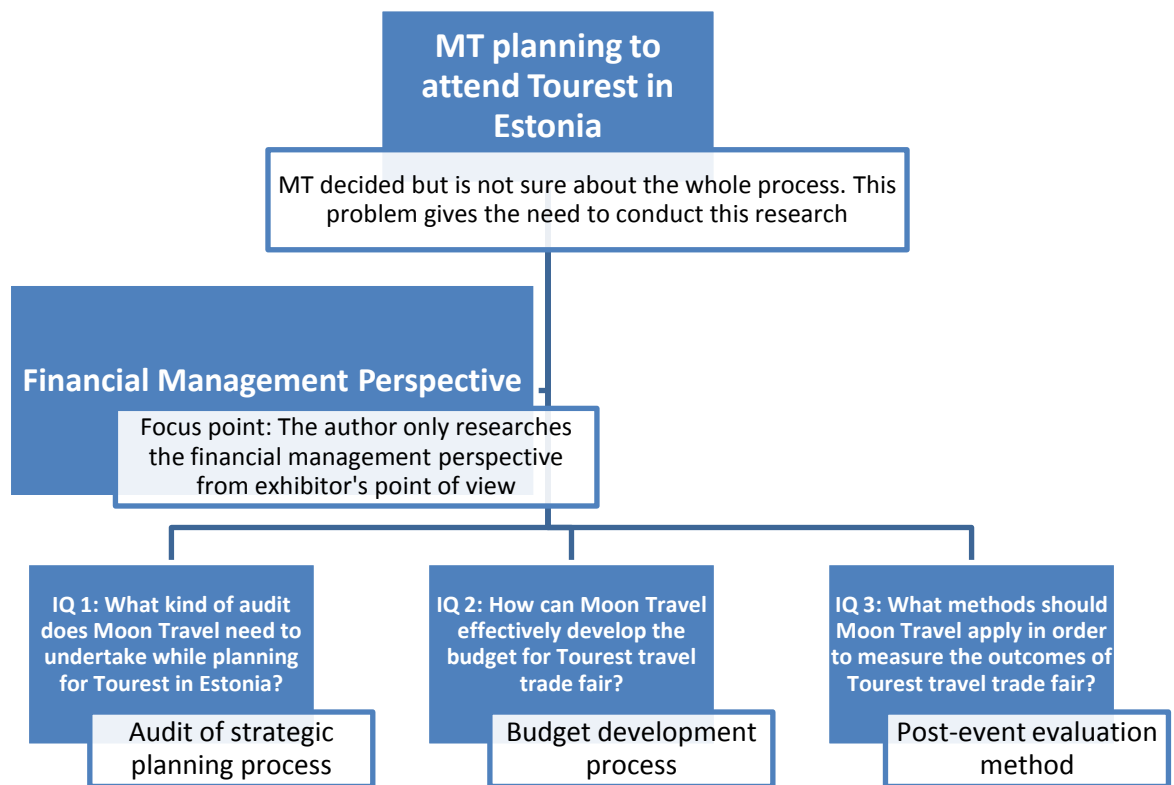 MT planning to
attend Tourest in
Estonia
MT decided but is not sure about the whole process. This
problem gives the need to conduct this research
Financial Management Perspective
Focus point: The author only researches
the financial management perspective
from exhibitor's point of view
IQ 1: What kind of audit
does Moon Travel need to
undertake while planning
for Tourest in Estonia?
Audit of strategic
planning process
IQ 2: How can Moon Travel
effectively develop the
budget for Tourest travel
trade fair?
Budget development
process
IQ 3: What methods should
Moon Travel apply in order
to measure the outcomes of
Tourest travel trade fair?
Post-event evaluation
method